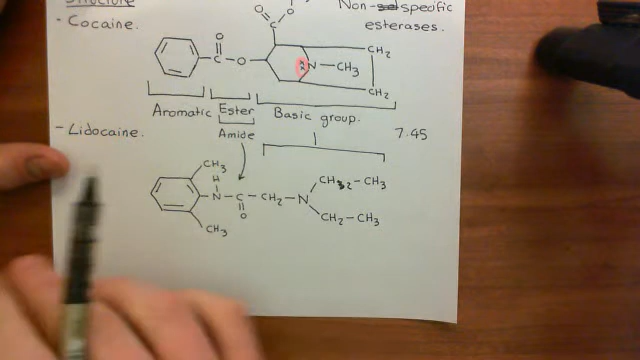 Structure
Non-specific
esterases.
- Cocaine.
O
C
O
O
C
O
N
CH3
CH2
CH2
Aromatic Ester Basic group.
Amide
7.45
- Lidocaine.
CH3
H
N - C - CH2 - N
O
CH2 - CH3
CH2 - CH3
CH3